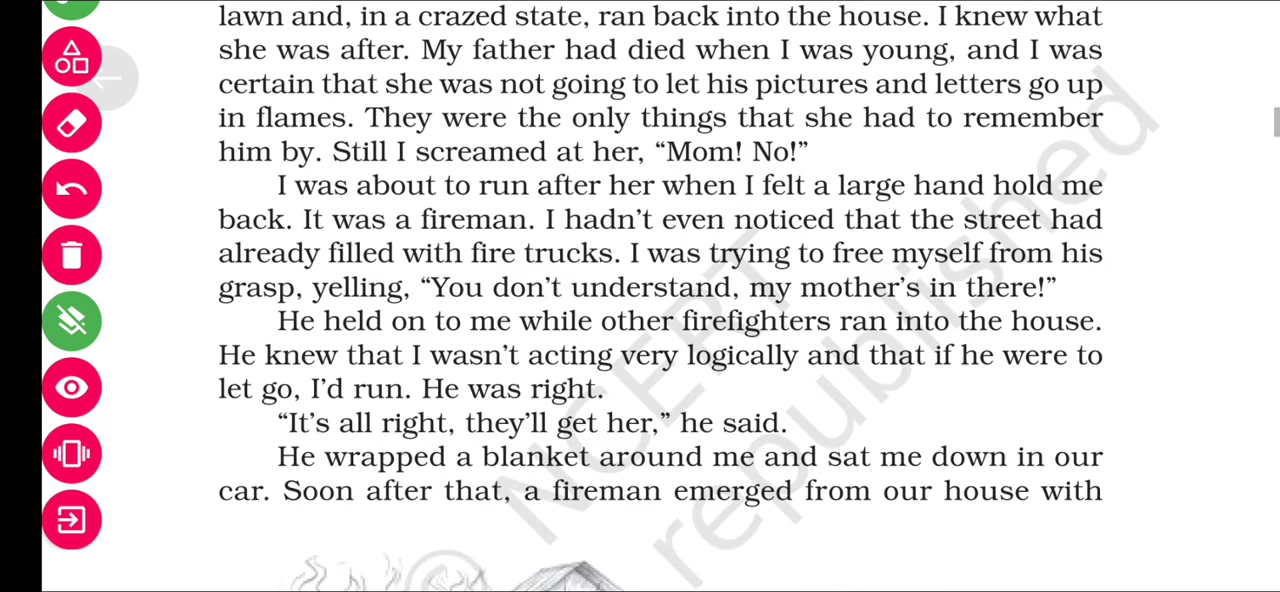 lawn and, in a crazed state, ran back into the house. I knew what
she was after. My father had died when I was young, and I was
certain that she was not going to let his pictures and letters go up
in flames. They were the only things that she had to remember
him by. Still I screamed at her, “Mom! No!”
I was about to run after her when I felt a large hand hold me
back. It was a fireman. I hadn’t even noticed that the street had
already filled with fire trucks. I was trying to free myself from his
grasp, yelling, “You don’t understand, my mother’s in there!”
He held on to me while other firefighters ran into the house.
He knew that I wasn’t acting very logically and that if he were to
let go, I’d run. He was right.
“It’s all right, they’ll get her,” he said.
He wrapped a blanket around me and sat me down in our
car. Soon after that, a fireman emerged from our house with
© NCERT
republished